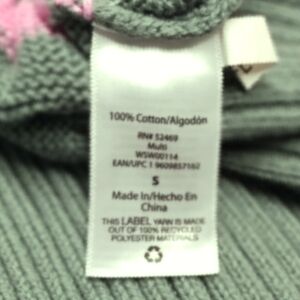 100% Cotton/Algodón
RN# 52469
Multi
WSW00114
EAN/UPC 1 9609857162
S
Made In/Hecho En
China
THIS LABEL YARN IS MADE
OUT OF 100% RECYCLED
POLYESTER MATERIALS